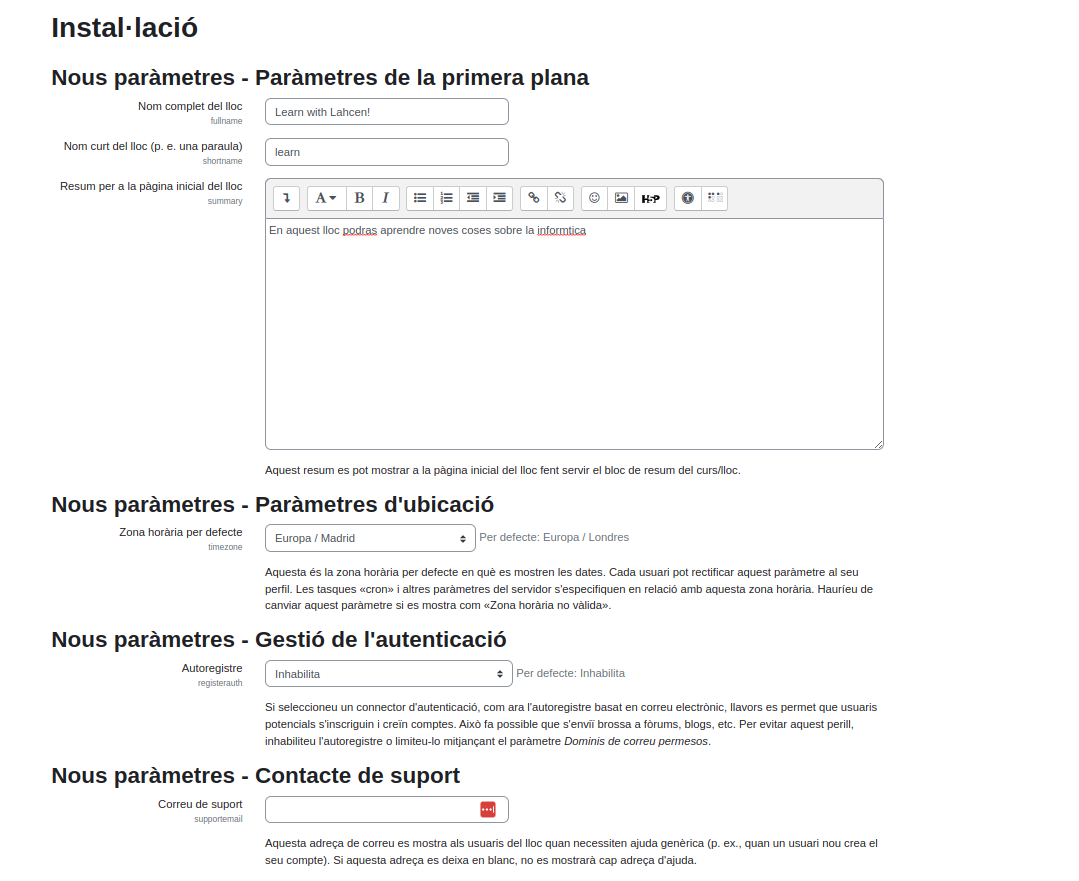 Instal·lació
Nous paràmetres - Paràmetres de la primera plana
Nom complet del lloc
fullname
Learn with Lahcen!
Nom curt del lloc (p. e. una paraula)
shortname
learn
Resum per a la pàgina inicial del lloc
summary
A B I H-P
En aquest lloc podras aprendre noves coses sobre la informtica
Aquest resum es pot mostrar a la pàgina inicial del lloc fent servir el bloc de resum del curs/lloc.
Nous paràmetres - Paràmetres d'ubicació
Zona horària per defecte
timezone
Europa / Madrid
Per defecte: Europa / Londres
Aquesta és la zona horària per defecte en què es mostren les dates. Cada usuari pot rectificar aquest paràmetre al seu
perfil. Les tasques «cron» i altres paràmetres del servidor s'especifiquen en relació amb aquesta zona horària. Hauríeu de
canviar aquest paràmetre si es mostra com «Zona horària no vàlida».
Nous paràmetres - Gestió de l'autenticació
Autoregistre
registerauth
Inhabilita
Per defecte: Inhabilita
Si seleccioneu un connector d'autenticació, com ara l'autoregistre basat en correu electrònic, llavors es permet que usuaris
potencials s'inscriguin i creïn comptes. Això fa possible que s'enviï brossa a fòrums, blogs, etc. Per evitar aquest perill,
inhabiliteu l'autoregistre o limiteu-lo mitjançant el paràmetre Dominis de correu permesos.
Nous paràmetres - Contacte de suport
Correu de suport
supportemail
Aquesta adreça de correu es mostra als usuaris del lloc quan necessiten ajuda genèrica (p. ex., quan un usuari nou crea el
seu compte). Si aquesta adreça es deixa en blanc, no es mostrarà cap adreça d'ajuda.